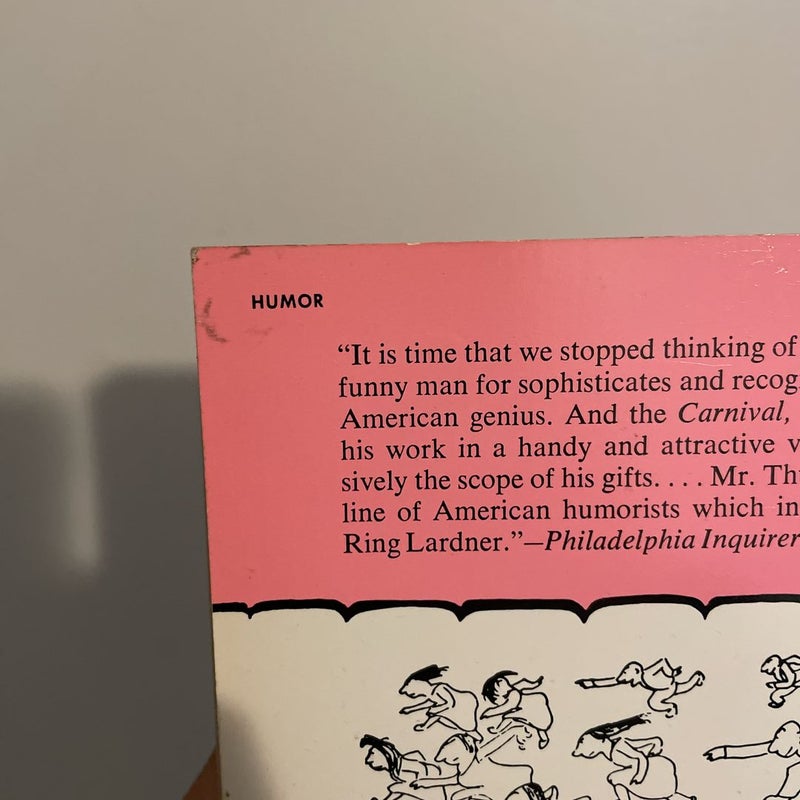 HUMOR
“It is time that we stopped thinking of
funny man for sophisticates and recog
American genius. And the Carnival,
his work in a handy and attractive v
sively the scope of his gifts. . . . Mr. Th
line of American humorists which in
Ring Lardner.”—Philadelphia Inquirer